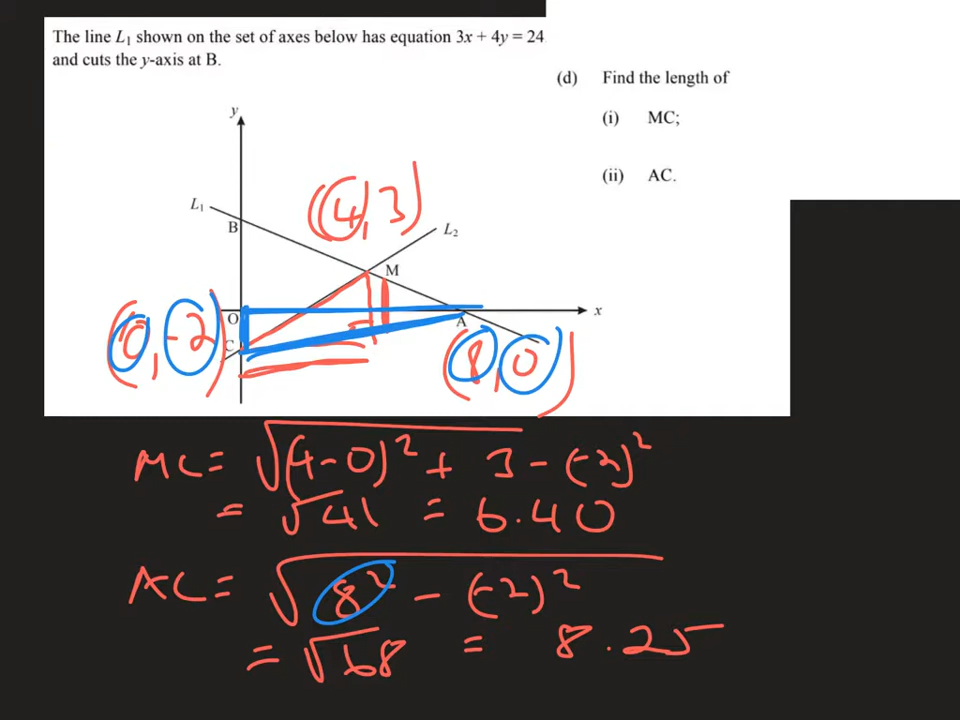 The line L₁ shown on the set of axes below has equation 3x + 4y = 24
and cuts the y-axis at B.
(d) Find the length of
(i) MC;
(ii) AC.
y
L₁
(4, 3)
B
L₂
M
O
x
A
C
(0, -2)
(8, 0)
MC = √(4-0)² + 3 - (-2)²
= √41 = 6.40
AC = √8² - (-2)²
= √68 = 8.25